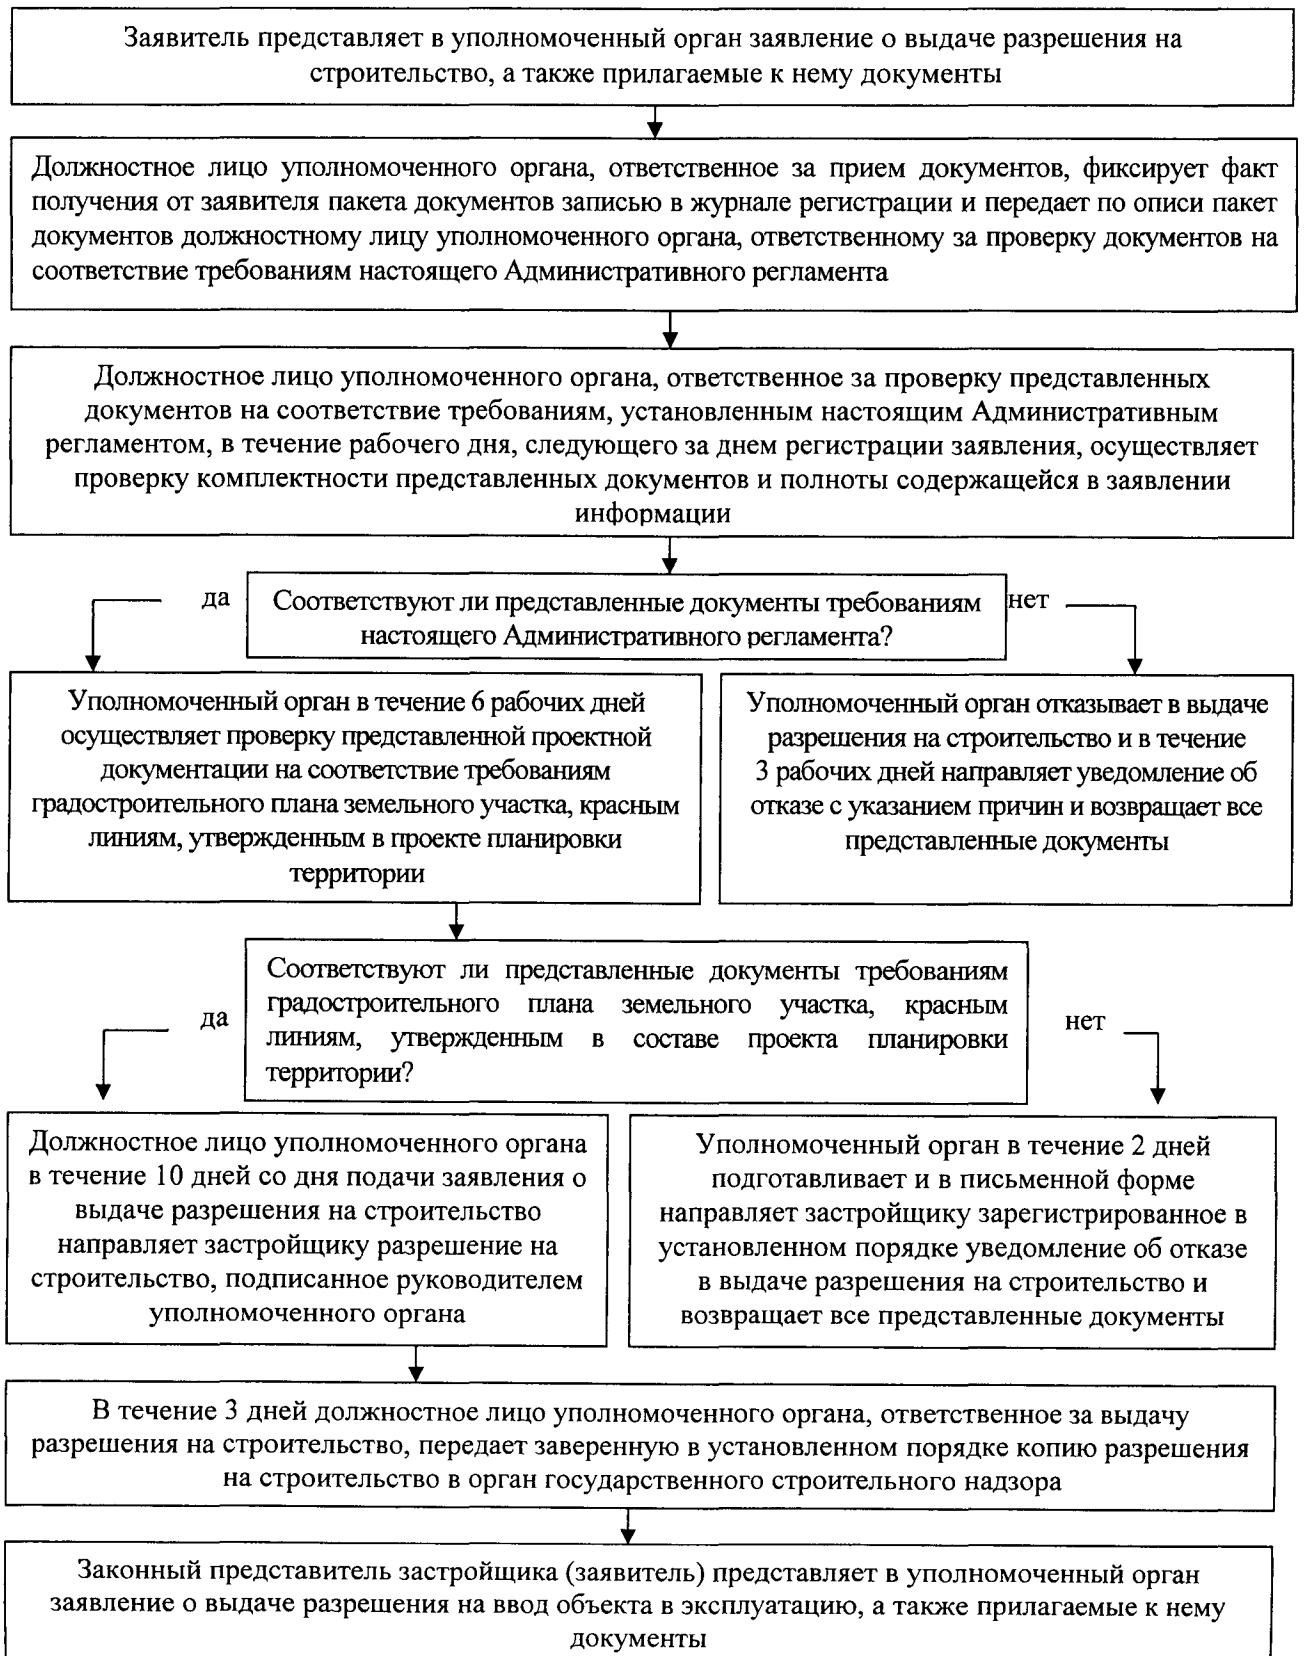 Заявитель представляет в уполномоченный орган заявление о выдаче разрешения на
строительство, а также прилагаемые к нему документы
Должностное лицо уполномоченного органа, ответственное за прием документов, фиксирует факт
получения от заявителя пакета документов записью в журнале регистрации и передает по описи пакет
документов должностному лицу уполномоченного органа, ответственному за проверку документов на
соответствие требованиям настоящего Административного регламента
Должностное лицо уполномоченного органа, ответственное за проверку представленных
документов на соответствие требованиям, установленным настоящим Административным
регламентом, в течение рабочего дня, следующего за днем регистрации заявления, осуществляет
проверку комплектности представленных документов и полноты содержащейся в заявлении
информации
да
Соответствуют ли представленные документы требованиям
настоящего Административного регламента?
нет
Уполномоченный орган в течение 6 рабочих дней
осуществляет проверку представленной проектной
документации на соответствие требованиям
градостроительного плана земельного участка, красным
линиям, утвержденным в проекте планировки
территории
Уполномоченный орган отказывает в выдаче
разрешения на строительство и в течение
3 рабочих дней направляет уведомление об
отказе с указанием причин и возвращает все
представленные документы
да
Соответствуют ли представленные документы требованиям
градостроительного плана земельного участка, красным
линиям, утвержденным в составе проекта планировки
территории?
нет
Должностное лицо уполномоченного органа
в течение 10 дней со дня подачи заявления о
выдаче разрешения на строительство
направляет застройщику разрешение на
строительство, подписанное руководителем
уполномоченного органа
Уполномоченный орган в течение 2 дней
подготавливает и в письменной форме
направляет застройщику зарегистрированное в
установленном порядке уведомление об отказе
в выдаче разрешения на строительство и
возвращает все представленные документы
В течение 3 дней должностное лицо уполномоченного органа, ответственное за выдачу
разрешения на строительство, передает заверенную в установленном порядке копию разрешения
на строительство в орган государственного строительного надзора
Законный представитель застройщика (заявитель) представляет в уполномоченный орган
заявление о выдаче разрешения на ввод объекта в эксплуатацию, а также прилагаемые к нему
документы